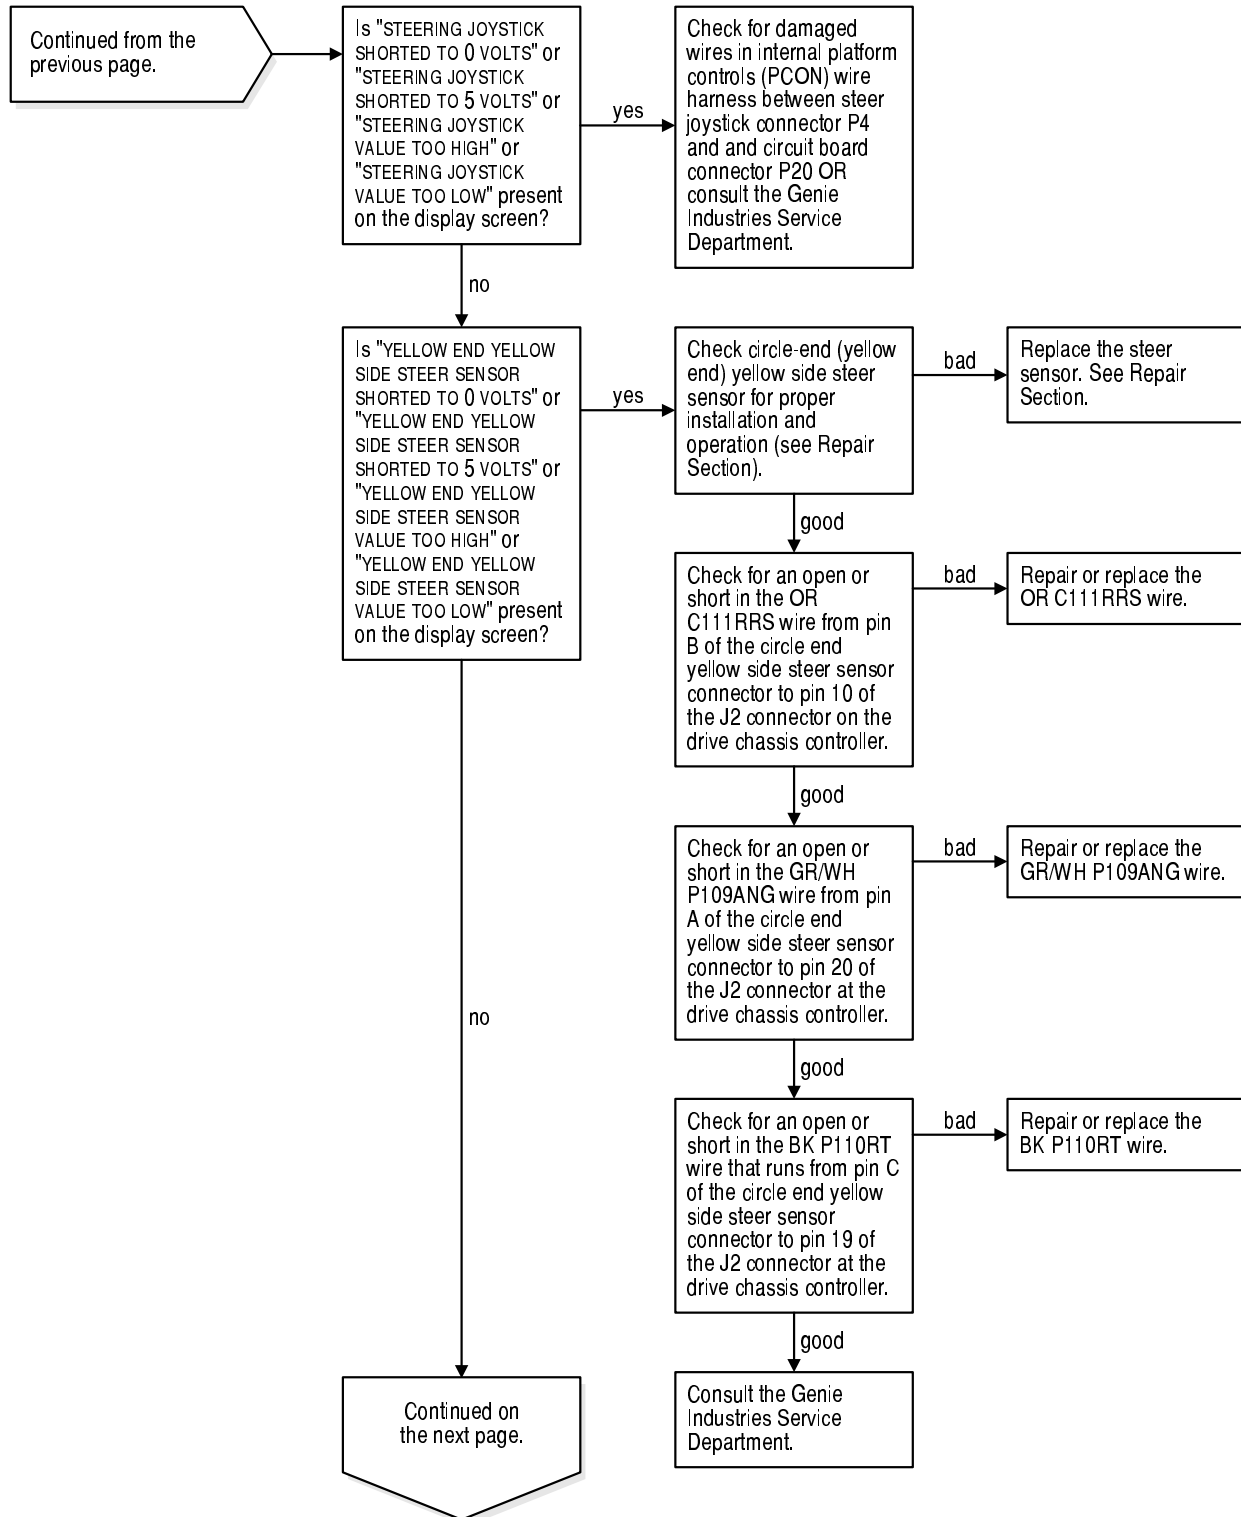 Continued from the
previous page.
Is "STEERING JOYSTICK
SHORTED TO 0 VOLTS" or
"STEERING JOYSTICK
SHORTED TO 5 VOLTS" or
"STEERING JOYSTICK
VALUE TOO HIGH" or
"STEERING JOYSTICK
VALUE TOO LOW" present
on the display screen?
yes
Check for damaged
wires in internal platform
controls (PCON) wire
harness between steer
joystick connector P4
and and circuit board
connector P20 OR
consult the Genie
Industries Service
Department.
no
Is "YELLOW END YELLOW
SIDE STEER SENSOR
SHORTED TO 0 VOLTS" or
"YELLOW END YELLOW
SIDE STEER SENSOR
SHORTED TO 5 VOLTS" or
"YELLOW END YELLOW
SIDE STEER SENSOR
VALUE TOO HIGH" or
"YELLOW END YELLOW
SIDE STEER SENSOR
VALUE TOO LOW" present
on the display screen?
yes
Check circle-end (yellow
end) yellow side steer
sensor for proper
installation and
operation (see Repair
Section).
bad
Replace the steer
sensor. See Repair
Section.
good
Check for an open or
short in the OR
C111RRS wire from pin
B of the circle end
yellow side steer sensor
connector to pin 10 of
the J2 connector on the
drive chassis controller.
bad
Repair or replace the
OR C111RRS wire.
good
Check for an open or
short in the GR/WH
P109ANG wire from pin
A of the circle end
yellow side steer sensor
connector to pin 20 of
the J2 connector at the
drive chassis controller.
bad
Repair or replace the
GR/WH P109ANG wire.
no
good
Check for an open or
short in the BK P110RT
wire that runs from pin C
of the circle end yellow
side steer sensor
connector to pin 19 of
the J2 connector at the
drive chassis controller.
bad
Repair or replace the
BK P110RT wire.
good
Consult the Genie
Industries Service
Department.
Continued on
the next page.